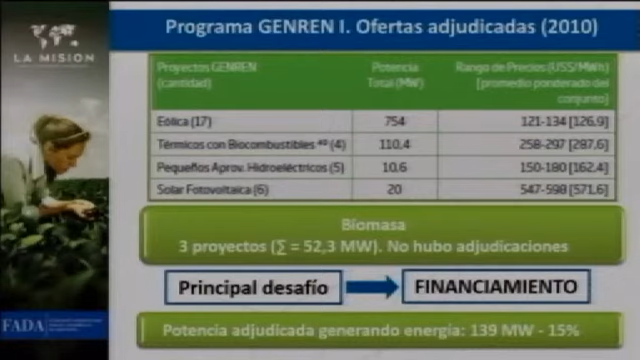 Programa GENREN I. Ofertas adjudicadas (2010)
LA MISION
Proyectos GENREN (cantidad)
Potencia Total (MW)
Rango de Precios (US$/MWh) [promedio ponderado del conjunto]
Eólica (17) 754 121-134 [126,9]
Térmicos con Biocombustibles (4) 110,4 258-297 [287,6]
Pequeños Aprov. Hidroeléctricos (5) 10,6 150-180 [162,4]
Solar Fotovoltaica (6) 20 547-598 [571,6]
Biomasa
3 proyectos (∑ = 52,3 MW). No hubo adjudicaciones
Principal desafío
FINANCIAMIENTO
FADA
Potencia adjudicada generando energía: 139 MW - 15%